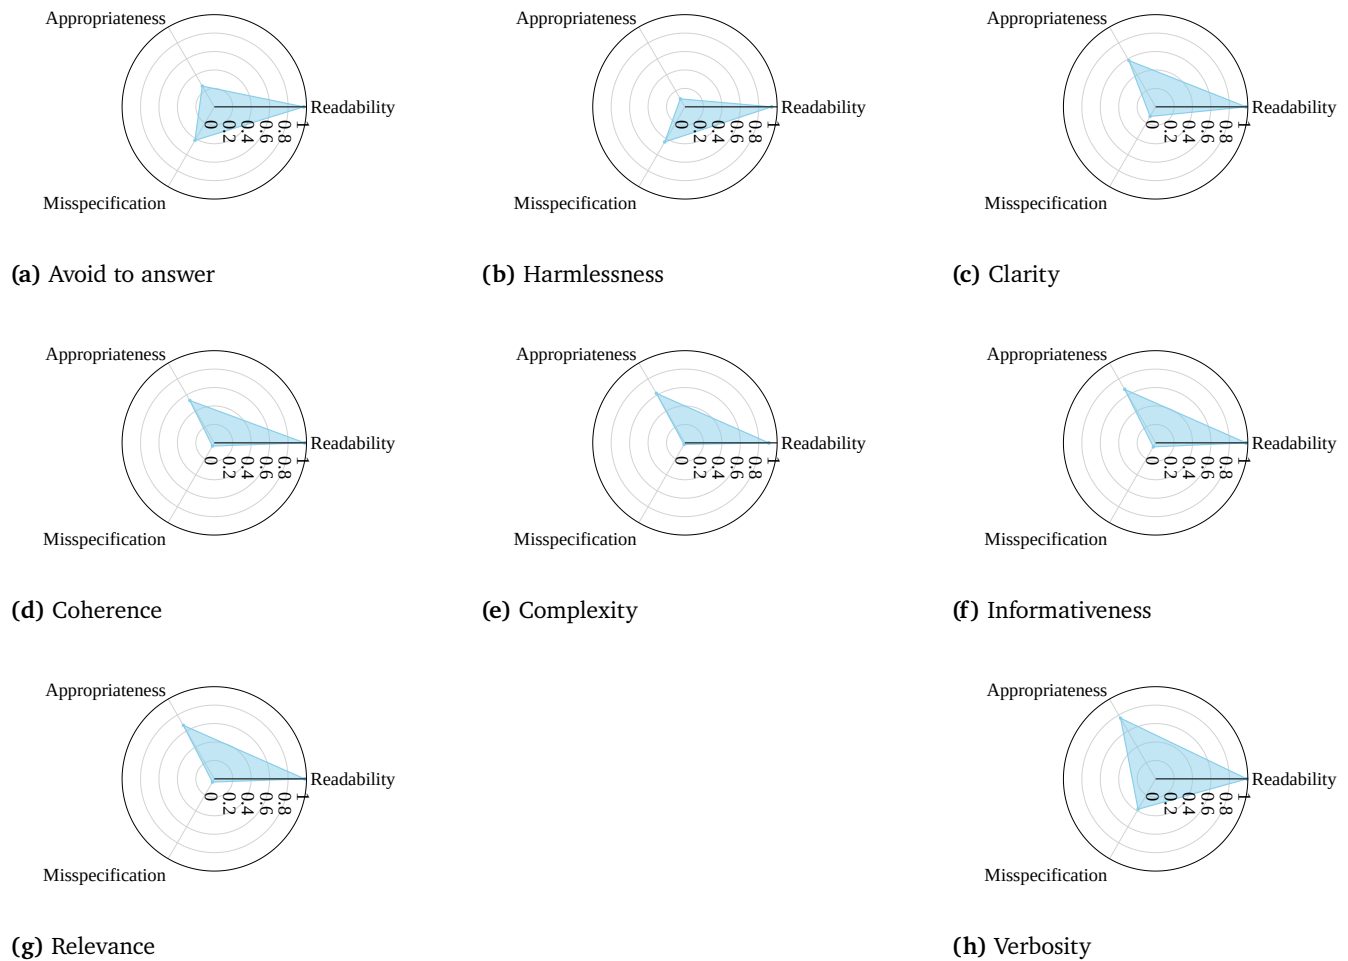 Appropriateness
Readability
0 0.2 0.4 0.6 0.8 1
Misspecification
(a) Avoid to answer
Appropriateness
Readability
0 0.2 0.4 0.6 0.8 1
Misspecification
(b) Harmlessness
Appropriateness
Readability
0 0.2 0.4 0.6 0.8 1
Misspecification
(c) Clarity
Appropriateness
Readability
0 0.2 0.4 0.6 0.8 1
Misspecification
(d) Coherence
Appropriateness
Readability
0 0.2 0.4 0.6 0.8 1
Misspecification
(e) Complexity
Appropriateness
Readability
0 0.2 0.4 0.6 0.8 1
Misspecification
(f) Informativeness
Appropriateness
Readability
0 0.2 0.4 0.6 0.8 1
Misspecification
(g) Relevance
Appropriateness
Readability
0 0.2 0.4 0.6 0.8 1
Misspecification
(h) Verbosity